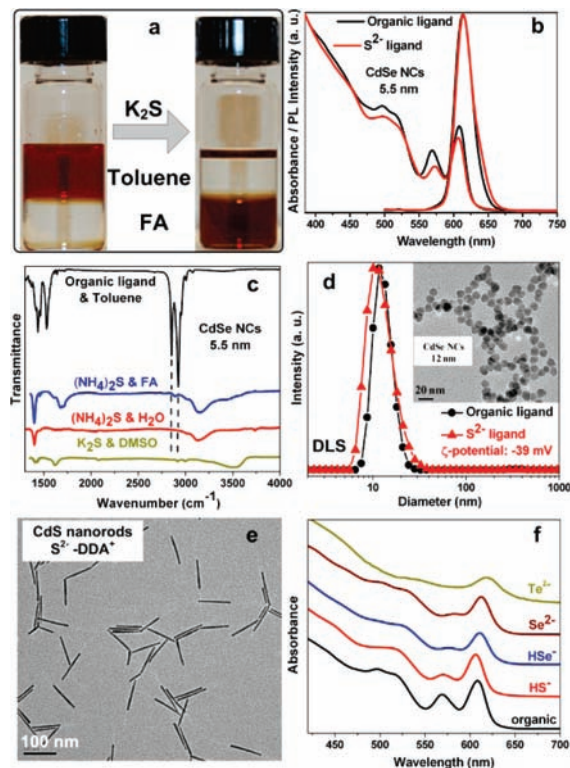 a
K₂S
Toluene
FA
b
Organic ligand
S²⁻ ligand
CdSe NCs
5.5 nm
Absorbance / PL Intensity (a. u.)
400 450 500 550 600 650 700 750
Wavelength (nm)
c
Organic ligand
& Toluene
CdSe NCs
5.5 nm
(NH₄)₂S & FA
(NH₄)₂S & H₂O
K₂S & DMSO
Transmittance
1500 2000 2500 3000 3500 4000
Wavenumber (cm⁻¹)
d
CdSe NCs
12 nm
20 nm
Organic ligand
S²⁻ ligand
ζ-potential: -39 mV
DLS
Intensity (a. u.)
10 100 1000
Diameter (nm)
e
CdS nanorods
S²⁻ -DDA⁺
100 nm
f
Te²⁻
Se²⁻
HSe⁻
HS⁻
organic
Absorbance
450 500 550 600 650 700
Wavelength (nm)